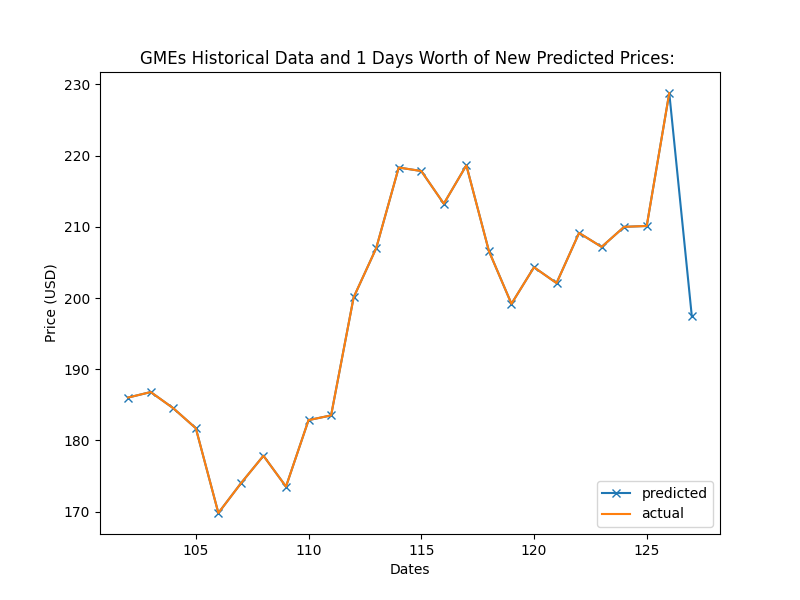 GMEs Historical Data and 1 Days Worth of New Predicted Prices:
230
220
210
200
190
180
170
Price (USD)
105 110 115 120 125
Dates
predicted
actual